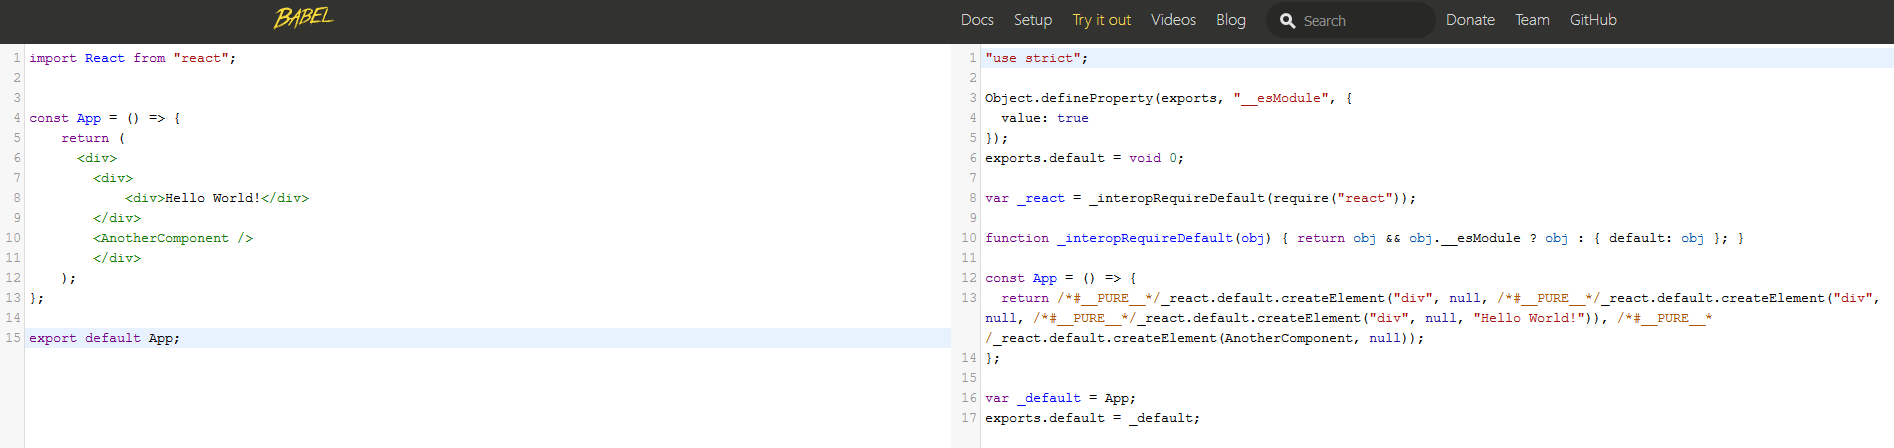 BABEL
Docs Setup Try it out Videos Blog Search Donate Team GitHub
1 import React from "react";
2
3
4 const App = () => {
5     return (
6       <div>
7         <div>
8             <div>Hello World!</div>
9         </div>
10         <AnotherComponent />
11         </div>
12     );
13 };
14
15 export default App;
1 "use strict";
2
3 Object.defineProperty(exports, "__esModule", {
4   value: true
5 });
6 exports.default = void 0;
7
8 var _react = _interopRequireDefault(require("react"));
9
10 function _interopRequireDefault(obj) { return obj && obj.__esModule ? obj : { default: obj }; }
11
12 const App = () => {
13   return /*#__PURE__*/_react.default.createElement("div", null, /*#__PURE__*/_react.default.createElement("div",
null, /*#__PURE__*/_react.default.createElement("div", null, "Hello World!")), /*#__PURE__*
/_react.default.createElement(AnotherComponent, null));
14 };
15
16 var _default = App;
17 exports.default = _default;